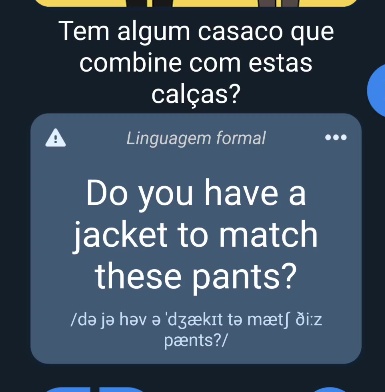 Tem algum casaco que
combine com estas
calças?
Linguagem formal
Do you have a
jacket to match
these pants?
/də jə həv ə ˈdʒækɪt tə mætʃ ðiːz
pænts?/